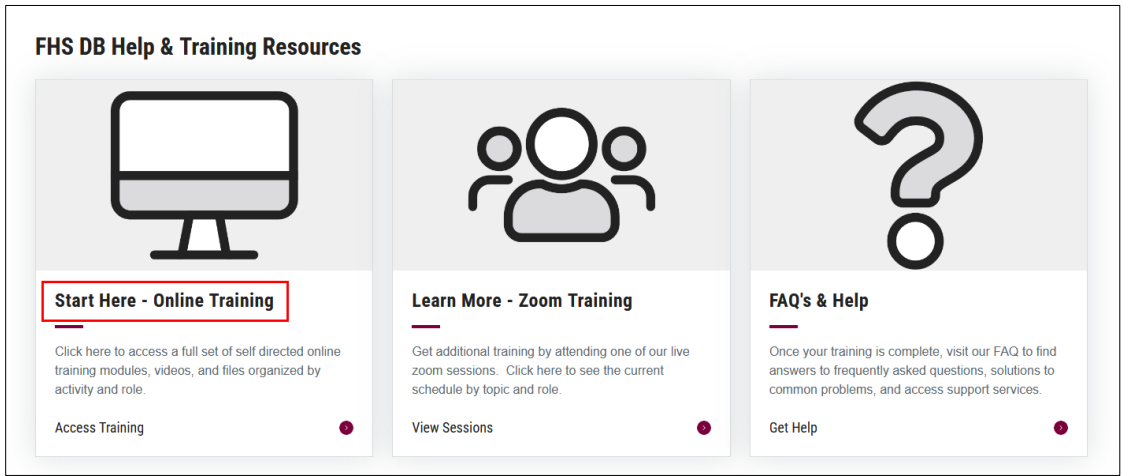 FHS DB Help & Training Resources
Start Here - Online Training
Click here to access a full set of self directed online
training modules, videos, and files organized by
activity and role.
Access Training
Learn More - Zoom Training
Get additional training by attending one of our live
zoom sessions.  Click here to see the current
schedule by topic and role.
View Sessions
FAQ's & Help
Once your training is complete, visit our FAQ to find
answers to frequently asked questions, solutions to
common problems, and access support services.
Get Help